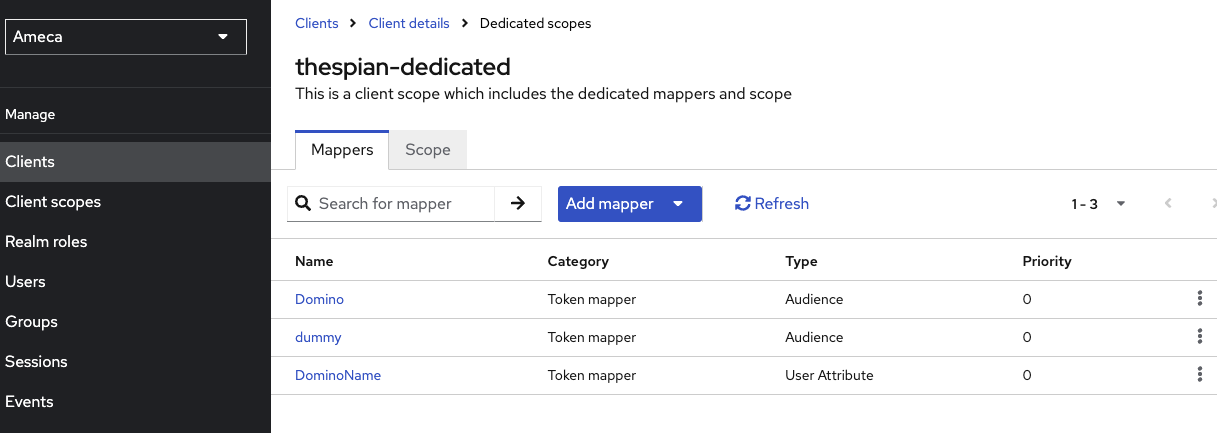 Ameca
Manage
Clients
Client scopes
Realm roles
Users
Groups
Sessions
Events
Clients > Client details > Dedicated scopes
thespian-dedicated
This is a client scope which includes the dedicated mappers and scope
Mappers Scope
Search for mapper Add mapper Refresh 1 - 3
Name Category Type Priority
Domino Token mapper Audience 0
dummy Token mapper Audience 0
DominoName Token mapper User Attribute 0